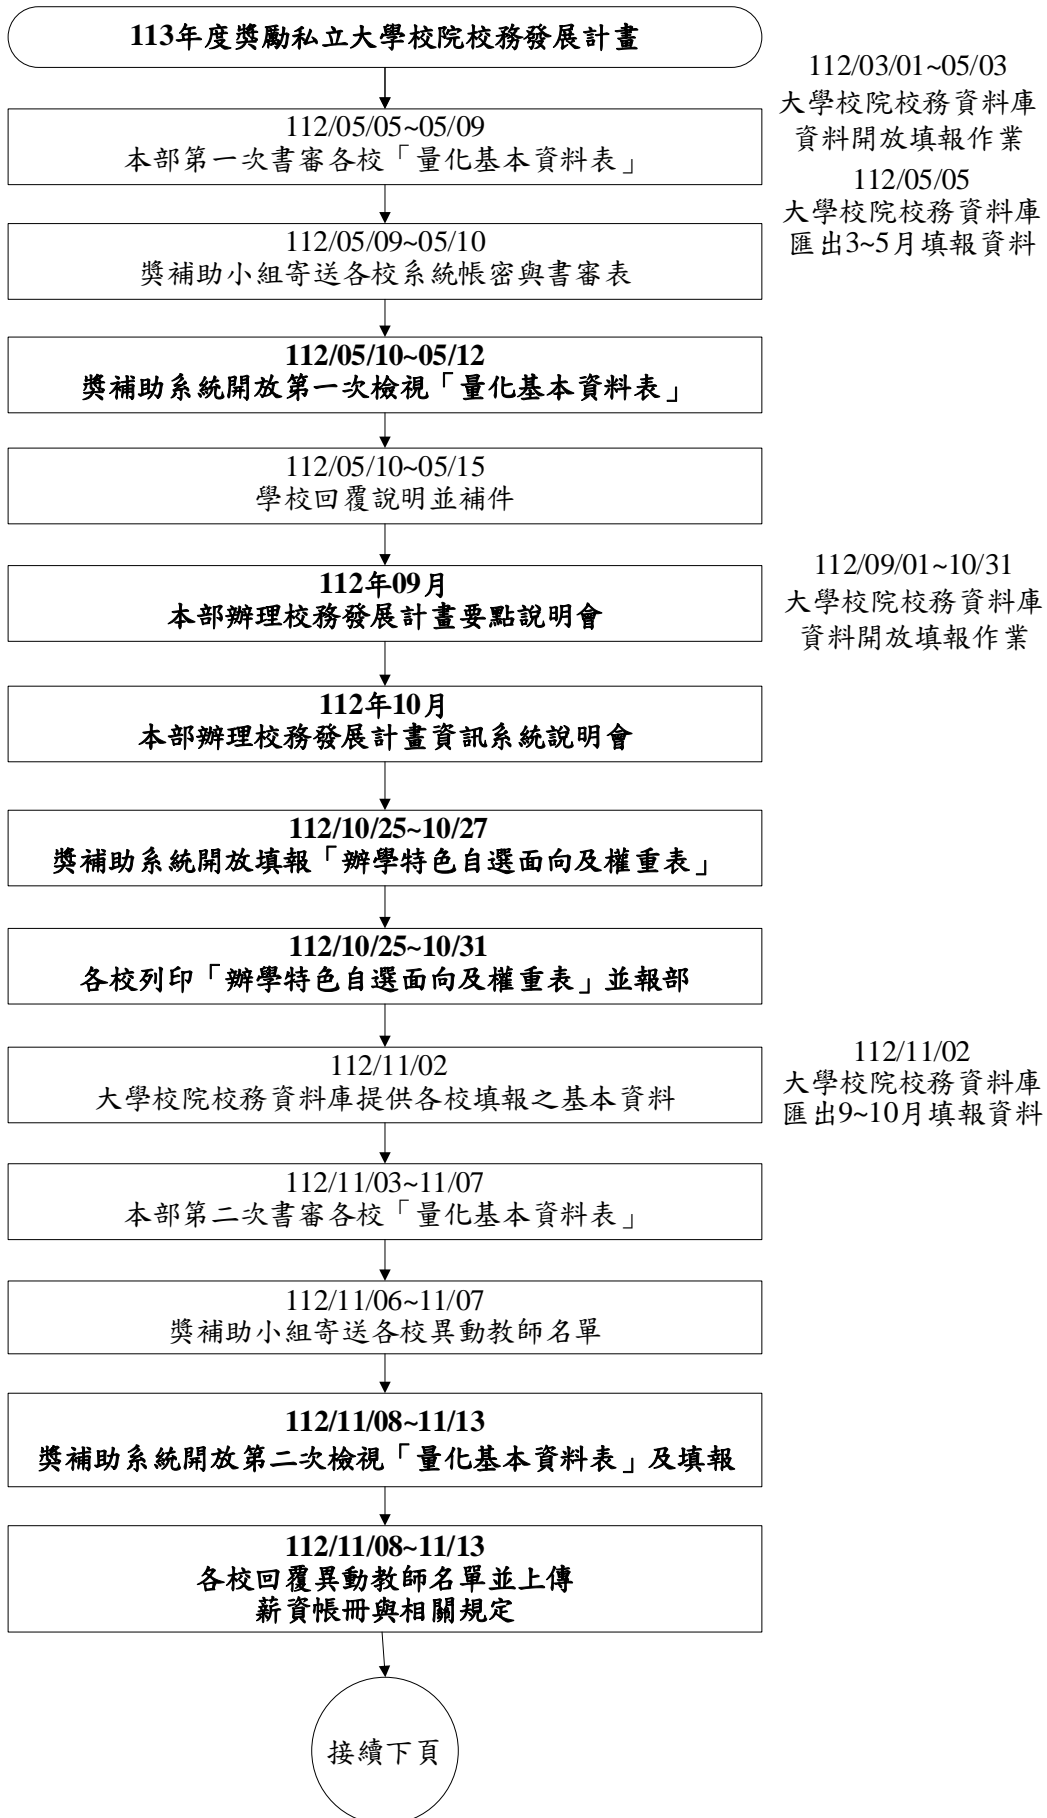 113年度獎勵私立大學校院校務發展計畫
112/03/01~05/03
大學校院校務資料庫
資料開放填報作業
112/05/05~05/09
本部第一次書審各校「量化基本資料表」
112/05/05
大學校院校務資料庫
匯出3~5月填報資料
112/05/09~05/10
獎補助小組寄送各校系統帳密與書審表
112/05/10~05/12
獎補助系統開放第一次檢視「量化基本資料表」
112/05/10~05/15
學校回覆說明並補件
112年09月
本部辦理校務發展計畫要點說明會
112/09/01~10/31
大學校院校務資料庫
資料開放填報作業
112年10月
本部辦理校務發展計畫資訊系統說明會
112/10/25~10/27
獎補助系統開放填報「辦學特色自選面向及權重表」
112/10/25~10/31
各校列印「辦學特色自選面向及權重表」並報部
112/11/02
大學校院校務資料庫提供各校填報之基本資料
112/11/02
大學校院校務資料庫
匯出9~10月填報資料
112/11/03~11/07
本部第二次書審各校「量化基本資料表」
112/11/06~11/07
獎補助小組寄送各校異動教師名單
112/11/08~11/13
獎補助系統開放第二次檢視「量化基本資料表」及填報
112/11/08~11/13
各校回覆異動教師名單並上傳
薪資帳冊與相關規定
接續下頁